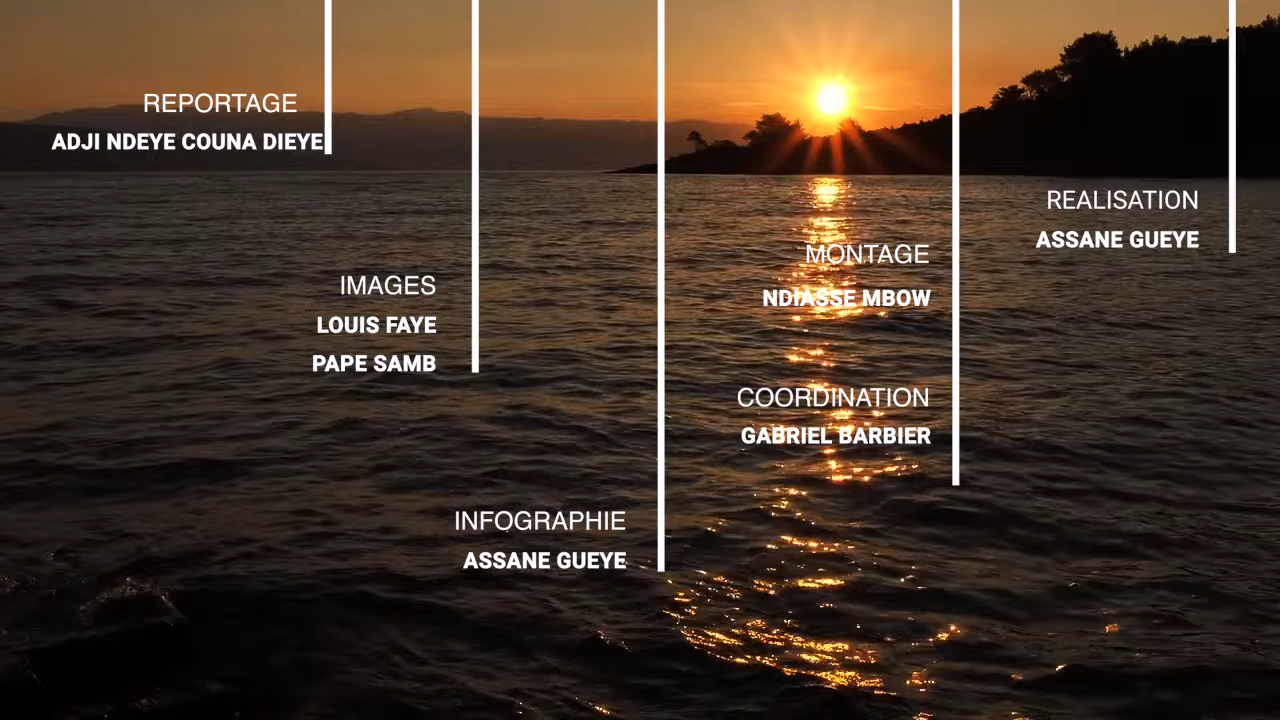 REPORTAGE
ADJI NDEYE COUNA DIEYE
IMAGES
LOUIS FAYE
PAPE SAMB
INFOGRAPHIE
ASSANE GUEYE
MONTAGE
NDIASSE MBOW
COORDINATION
GABRIEL BARBIER
REALISATION
ASSANE GUEYE